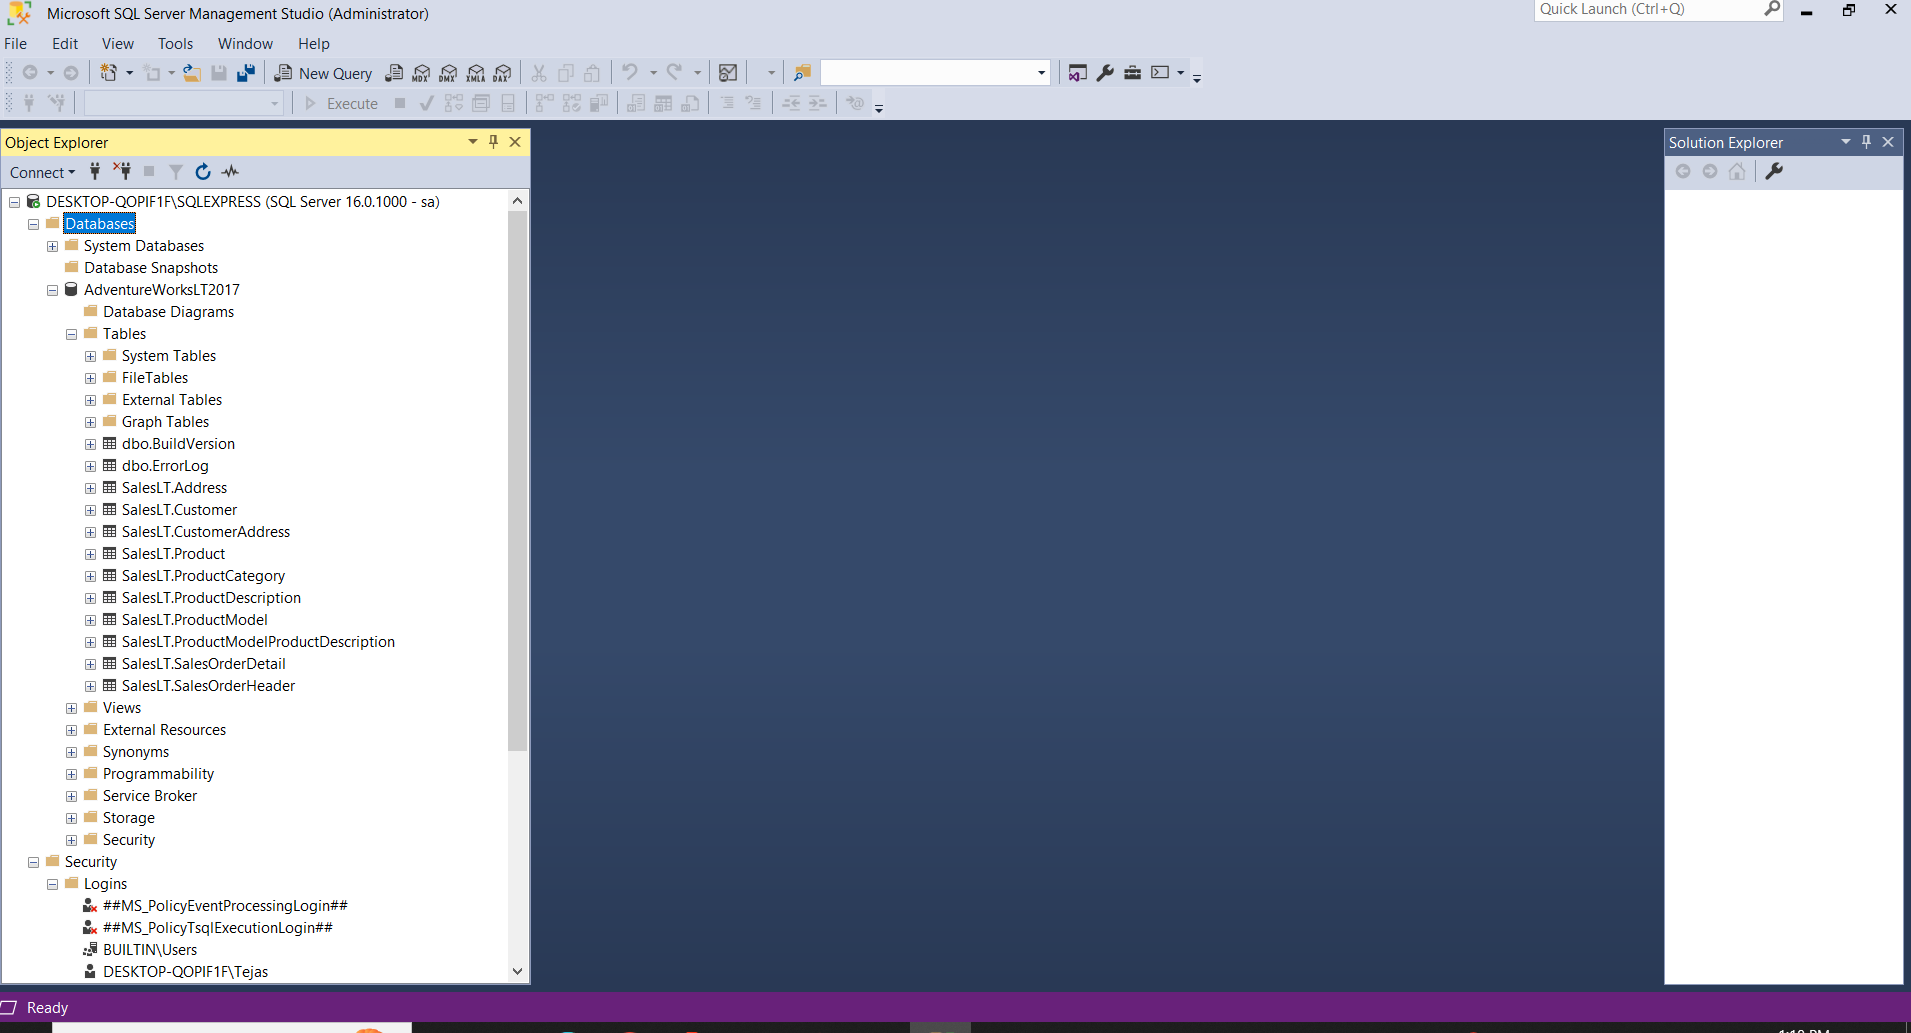 Microsoft SQL Server Management Studio (Administrator)
Quick Launch (Ctrl+Q)
File Edit View Tools Window Help
New Query MDX DMX XMLA DAX
Execute
Object Explorer
Connect
DESKTOP-QOPIF1F\SQLEXPRESS (SQL Server 16.0.1000 - sa)
Databases
System Databases
Database Snapshots
AdventureWorksLT2017
Database Diagrams
Tables
System Tables
FileTables
External Tables
Graph Tables
dbo.BuildVersion
dbo.ErrorLog
SalesLT.Address
SalesLT.Customer
SalesLT.CustomerAddress
SalesLT.Product
SalesLT.ProductCategory
SalesLT.ProductDescription
SalesLT.ProductModel
SalesLT.ProductModelProductDescription
SalesLT.SalesOrderDetail
SalesLT.SalesOrderHeader
Views
External Resources
Synonyms
Programmability
Service Broker
Storage
Security
Security
Logins
##MS_PolicyEventProcessingLogin##
##MS_PolicyTsqlExecutionLogin##
BUILTIN\Users
DESKTOP-QOPIF1F\Tejas
Solution Explorer
Ready